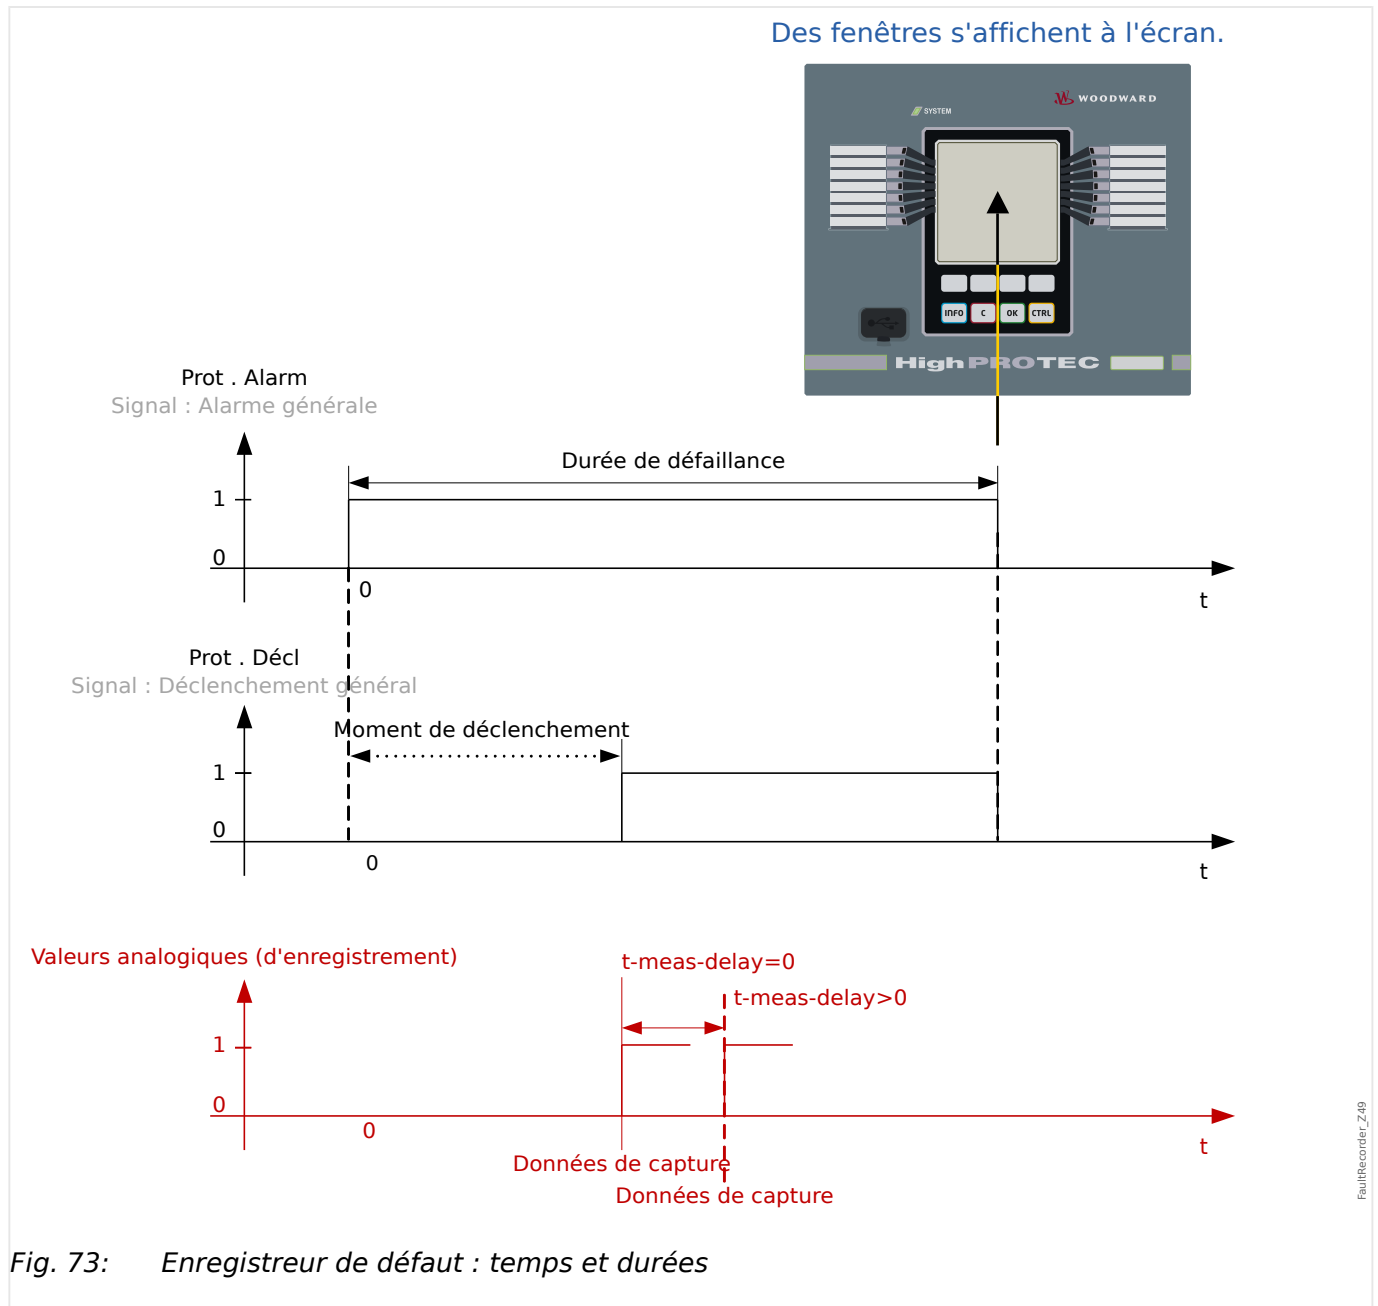 Des fenêtres s'affichent à l'écran.
WOODWARD
SYSTEM
INFO
C
OK
CTRL
HighPROTEC
Prot . Alarm
Signal : Alarme générale
Durée de défaillance
1
0
0
t
Prot . Décl
Signal : Déclenchement général
Moment de déclenchement
1
0
0
t
Valeurs analogiques (d'enregistrement)
t-meas-delay=0
t-meas-delay>0
1
0
0
t
Données de capture
Données de capture
FaultRecorder_Z49
Fig. 73: Enregistreur de défaut : temps et durées